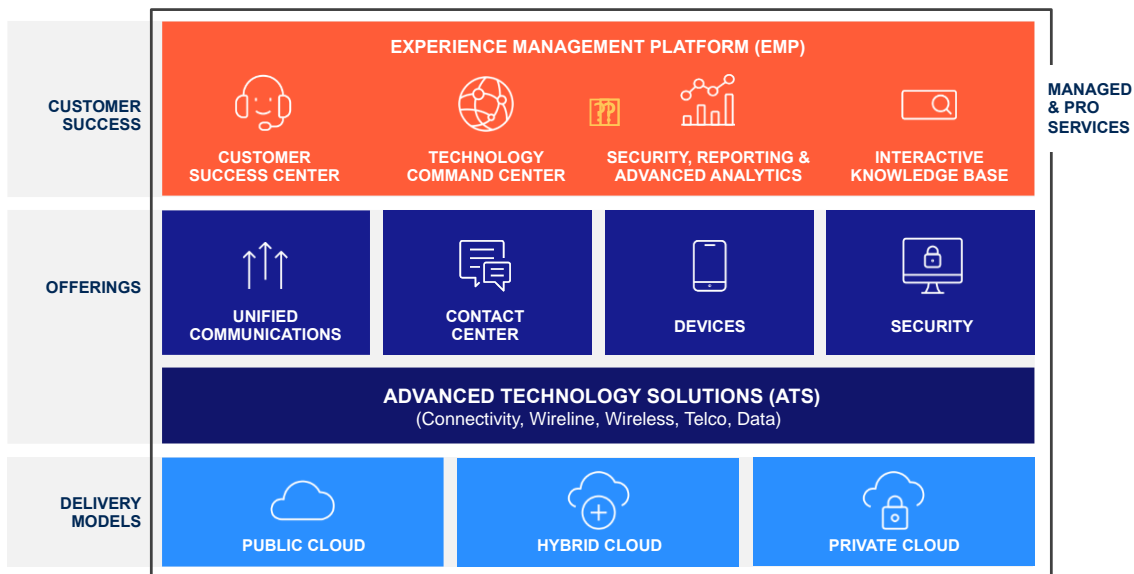 EXPERIENCE MANAGEMENT PLATFORM (EMP)
CUSTOMER
SUCCESS
CUSTOMER
SUCCESS CENTER
TECHNOLOGY
COMMAND CENTER
SECURITY, REPORTING &
ADVANCED ANALYTICS
INTERACTIVE
KNOWLEDGE BASE
MANAGED
& PRO
SERVICES
OFFERINGS
UNIFIED
COMMUNICATIONS
CONTACT
CENTER
DEVICES
SECURITY
ADVANCED TECHNOLOGY SOLUTIONS (ATS)
(Connectivity, Wireline, Wireless, Telco, Data)
DELIVERY
MODELS
PUBLIC CLOUD
HYBRID CLOUD
PRIVATE CLOUD